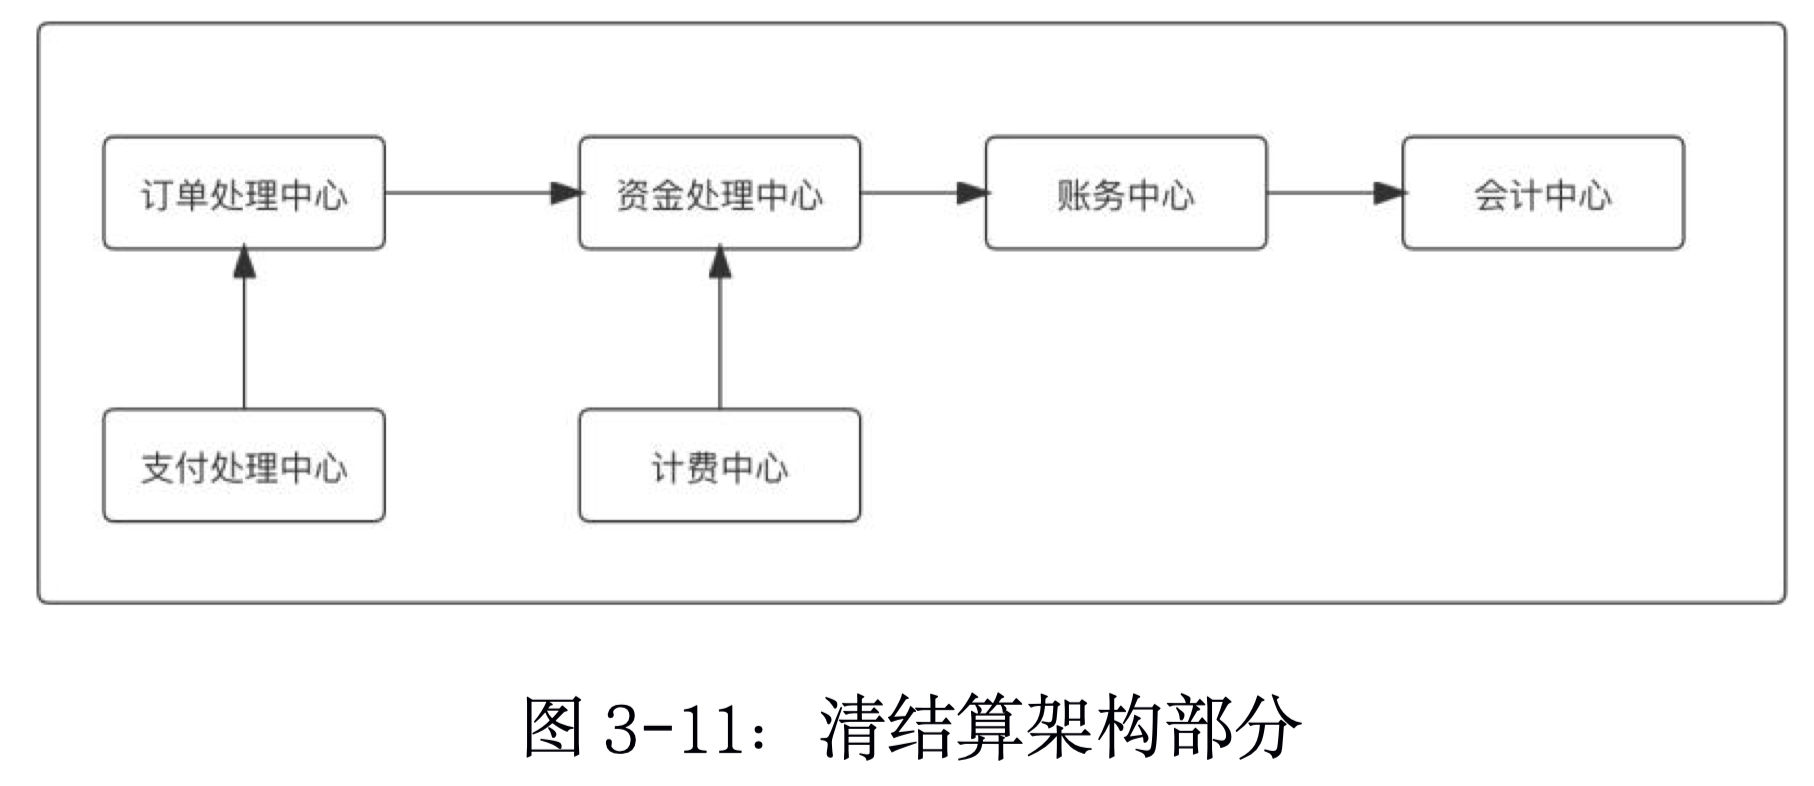 订单处理中心
资金处理中心
账务中心
会计中心
支付处理中心
计费中心
图 3-11： 清结算架构部分